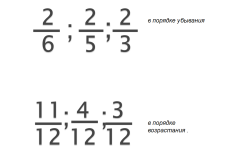 2/6 ; 2/5 ; 2/3 в порядке убывания
11/12 ; 4/12 ; 3/12 в порядке
возрастания .